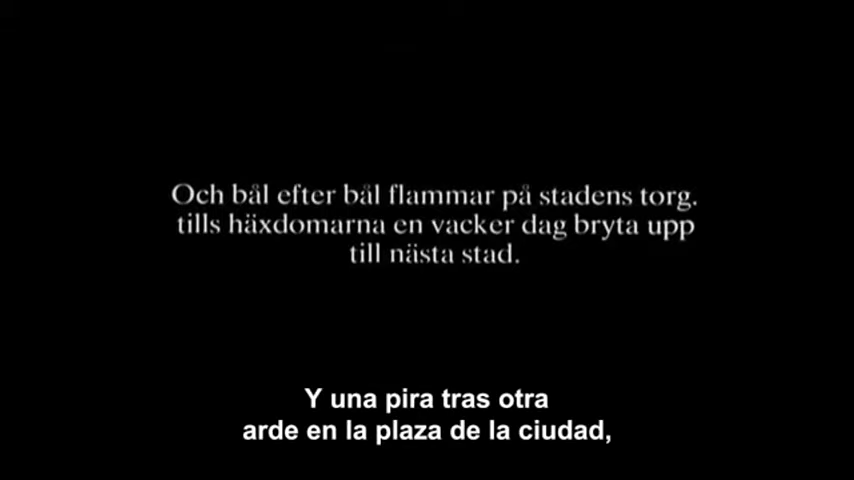 Och bål efter bål flammar på stadens torg.
tills häxdomarna en vacker dag bryta upp
till nästa stad.
Y una pira tras otra
arde en la plaza de la ciudad,